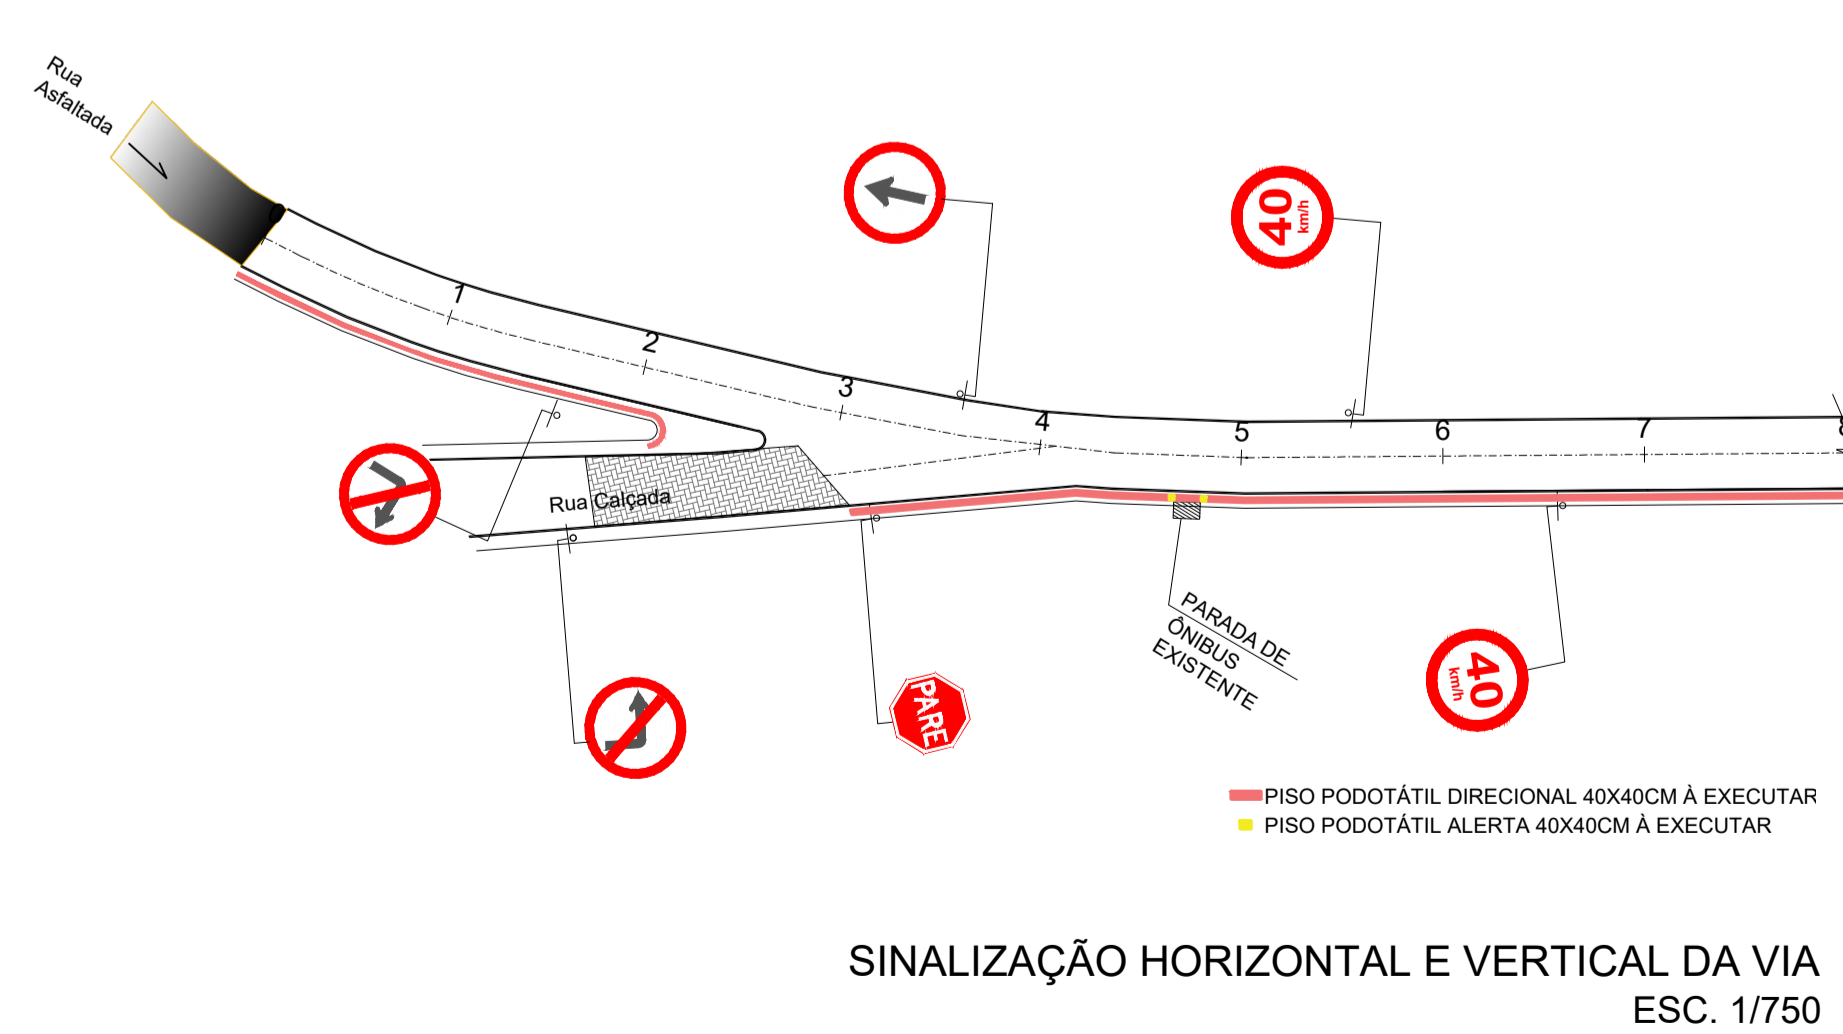 Rua
Asfaltada
40
km/h
1
2
3
4
5
6
7
Rua Calçada
PARE
PARADA DE
ÔNIBUS
EXISTENTE
40
km/h
PISO PODOTÁTIL DIRECIONAL 40X40CM À EXECUTAR
PISO PODOTÁTIL ALERTA 40X40CM À EXECUTAR
SINALIZAÇÃO HORIZONTAL E VERTICAL DA VIA
ESC. 1/750